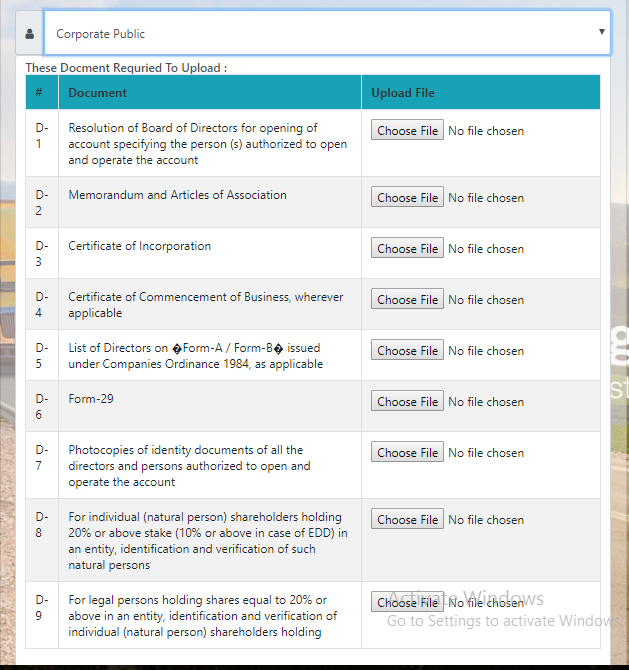 Corporate Public
These Docment Requried To Upload :
# Document Upload File
D-1 Resolution of Board of Directors for opening of
account specifying the person (s) authorized to open
and operate the account
Choose File No file chosen
D-2 Memorandum and Articles of Association
Choose File No file chosen
D-3 Certificate of Incorporation
Choose File No file chosen
D-4 Certificate of Commencement of Business, wherever
applicable
Choose File No file chosen
D-5 List of Directors on �Form-A / Form-B� issued
under Companies Ordinance 1984, as applicable
Choose File No file chosen
D-6 Form-29
Choose File No file chosen
D-7 Photocopies of identity documents of all the
directors and persons authorized to open and
operate the account
Choose File No file chosen
D-8 For individual (natural person) shareholders holding
20% or above stake (10% or above in case of EDD) in
an entity, identification and verification of such
natural persons
Choose File No file chosen
D-9 For legal persons holding shares equal to 20% or
above in an entity, identification and verification of
individual (natural person) shareholders holding
Choose File No file chosen
Activate Windows
Go to Settings to activate Windows.